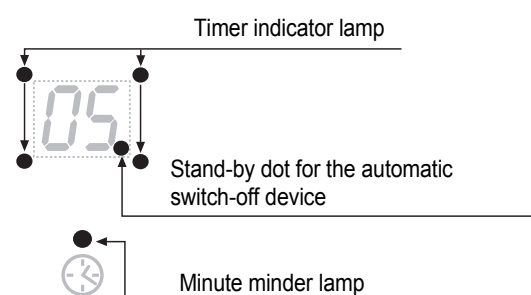 Timer indicator lamp
05
Stand-by dot for the automatic
switch-off device
Minute minder lamp